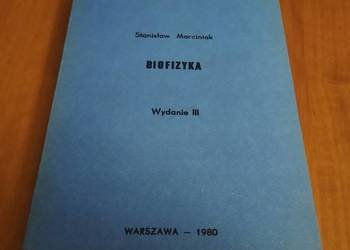 Stanisław Marciniak
BIOFIZYKA
Wydanie III
WARSZAWA — 1980